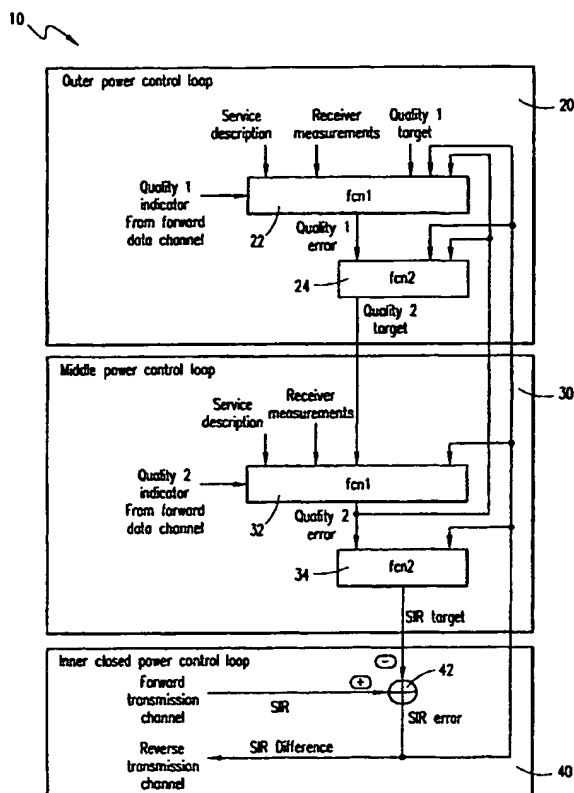 10
Outer power control loop
20
Service
description
Receiver
measurements
Quality 1
target
Quality 1
indicator
From forward
data channel
fcn1
22
Quality 1
error
24
fcn2
Quality 2
target
Middle power control loop
30
Service
description
Receiver
measurements
Quality 2
indicator
From forward
data channel
fcn1
32
Quality 2
error
34
fcn2
SIR target
Inner closed power control loop
−
42
Forward
transmission
channel
+
SIR
SIR error
Reverse
transmission
channel
SIR Difference
40